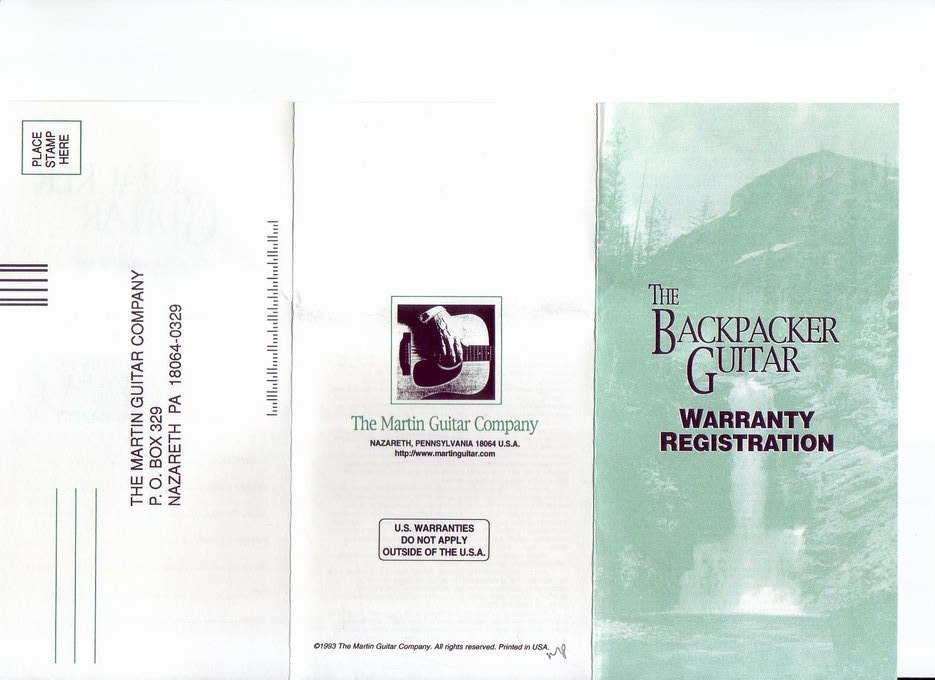 PLACE
STAMP
HERE
THE MARTIN GUITAR COMPANY
P. O. BOX 329
NAZARETH PA 18064-0329
The Martin Guitar Company
NAZARETH, PENNSYLVANIA 18064 U.S.A.
http://www.martinguitar.com
U.S. WARRANTIES
DO NOT APPLY
OUTSIDE OF THE U.S.A.
©1993 The Martin Guitar Company. All rights reserved. Printed in USA.
THE
BACKPACKER
GUITAR
WARRANTY
REGISTRATION